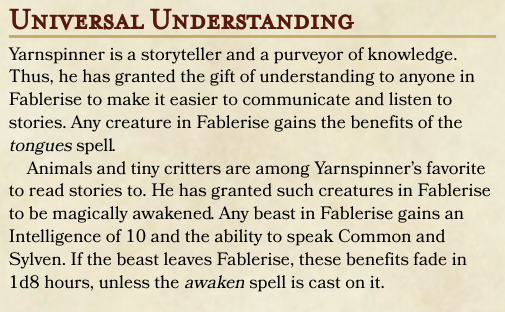 Universal Understanding
Yarnspinner is a storyteller and a purveyor of knowledge.
Thus, he has granted the gift of understanding to anyone in
Fablerise to make it easier to communicate and listen to
stories. Any creature in Fablerise gains the benefits of the
tongues spell.
Animals and tiny critters are among Yarnspinner's favorite
to read stories to. He has granted such creatures in Fablerise
to be magically awakened. Any beast in Fablerise gains an
Intelligence of 10 and the ability to speak Common and
Sylven. If the beast leaves Fablerise, these benefits fade in
1d8 hours, unless the awaken spell is cast on it.